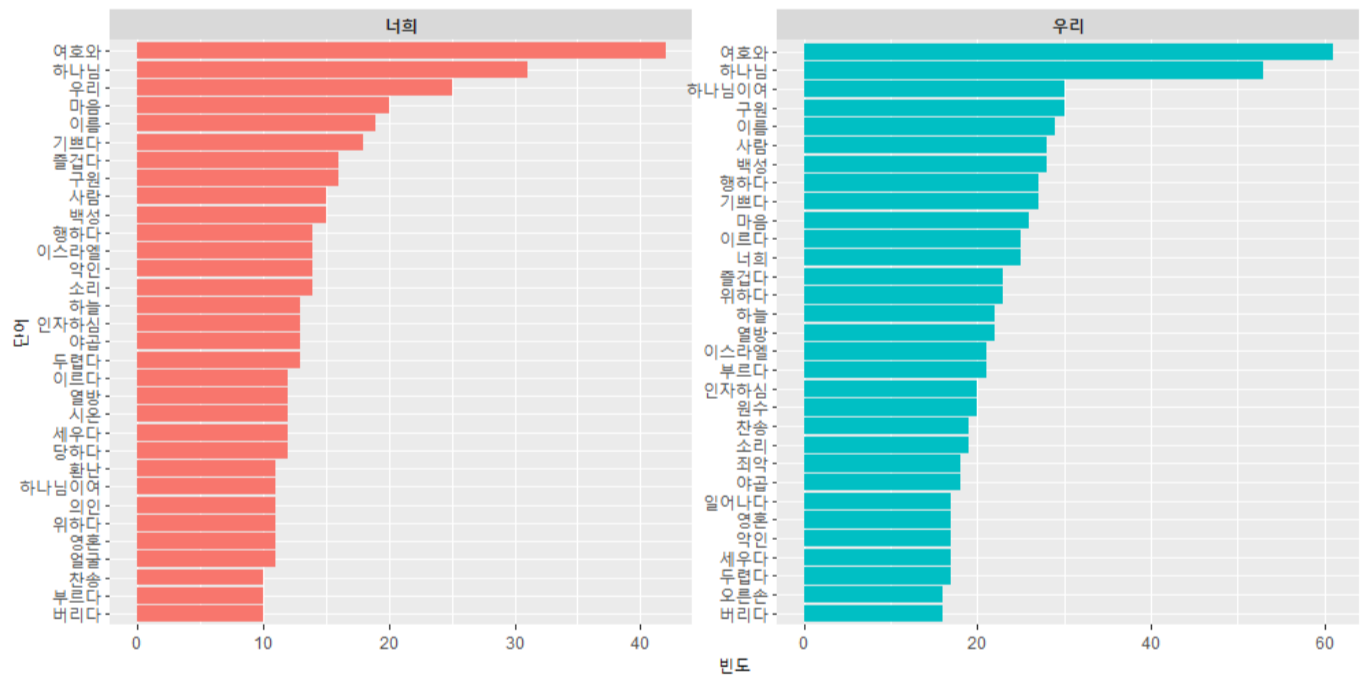 너희
여호와
하나님
우리
마음
이름
기쁘다
즐겁다
구원
사람
백성
행하다
이스라엘
악인
소리
하늘
인자하심
야곱
두렵다
이르다
열방
시온
세우다
당하다
환난
하나님이여
의인
위하다
영혼
얼굴
찬송
부르다
버리다
단어
0 10 20 30 40
우리
여호와
하나님
하나님이여
구원
이름
사람
백성
행하다
기쁘다
마음
이르다
너희
즐겁다
위하다
하늘
열방
이스라엘
부르다
인자하심
원수
찬송
소리
죄악
야곱
일어나다
영혼
악인
세우다
두렵다
오른손
버리다
0 20 40 60
빈도